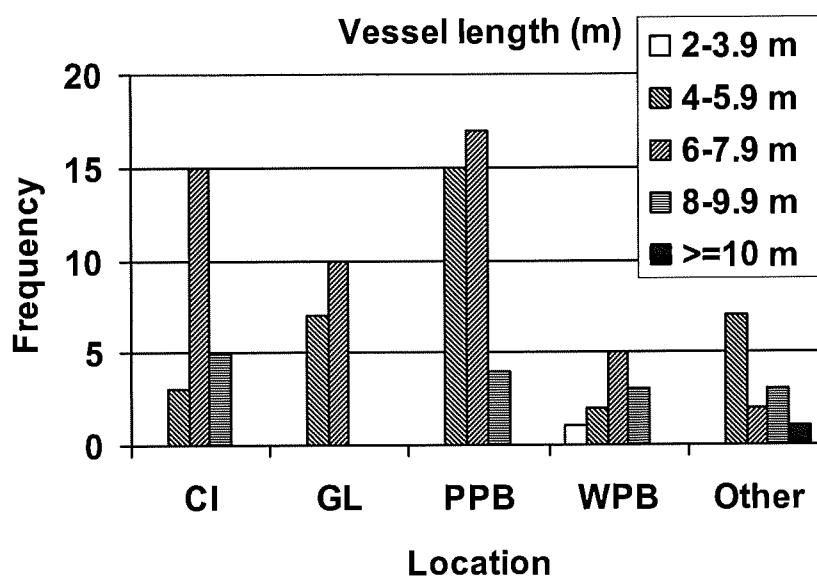 Vessel length (m)
2-3.9 m
4-5.9 m
6-7.9 m
8-9.9 m
>=10 m
Frequency
20
15
10
5
0
CI GL PPB WPB Other
Location